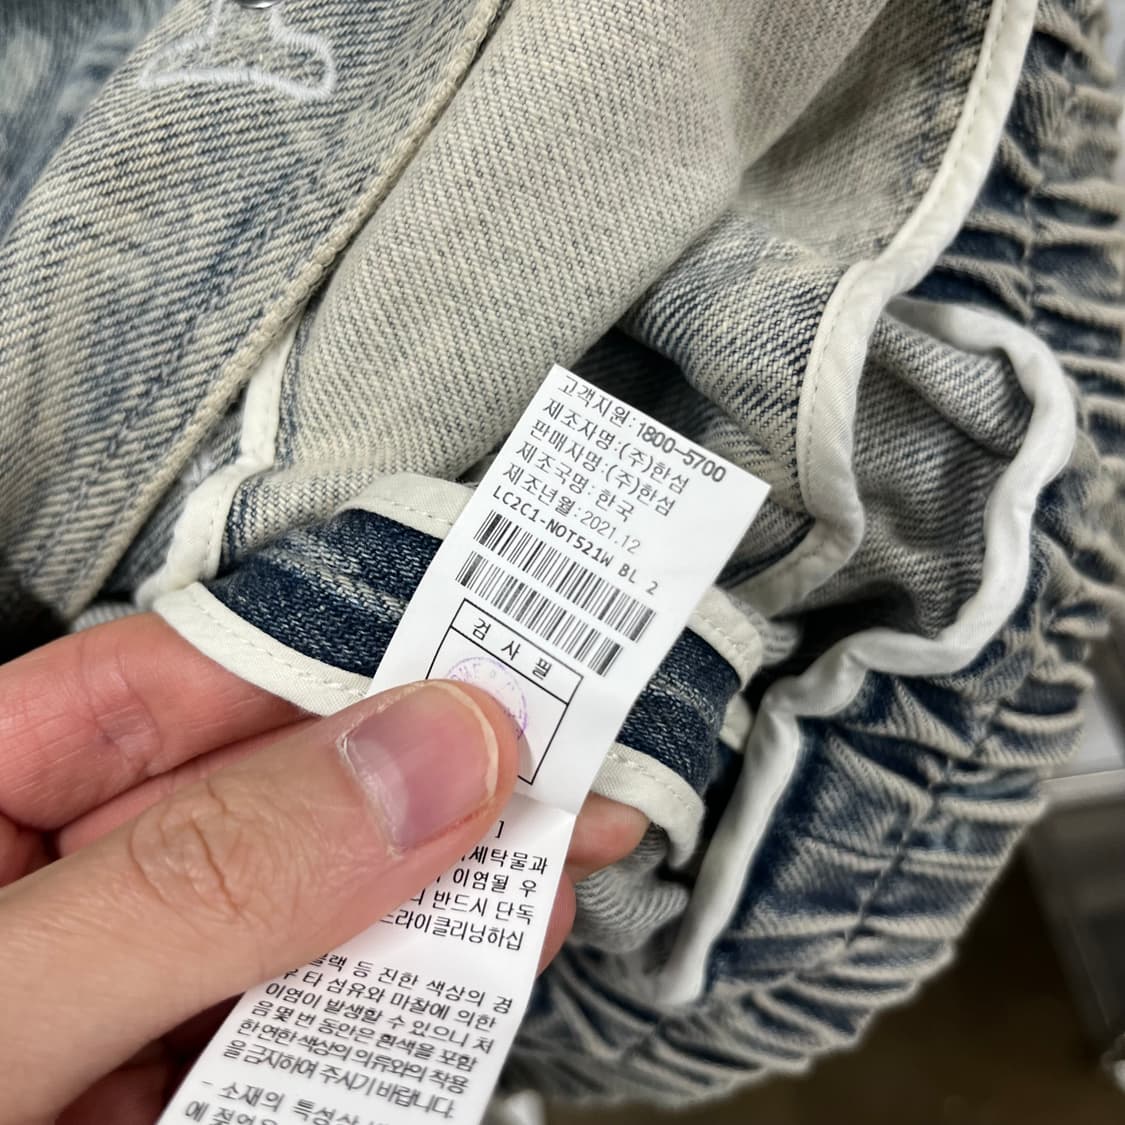 고객지원:1800-5700
제조자명:(주)한섬
판매자명:(주)한섬
제조국명: 한국
제조년월:2021.12
LC2C1-NOT521W BL 2
검 사 필
]
세탁물과
이염될 우
반드시 단독
드라이클리닝하십
블랙 등 진한 색상의 경
우 타 섬유와 마찰에 의한
이염이 발생할 수 있으니 처
음 몇 번 동안은 흰색을 포함
한 연한 색상의 의류와의 착용
을 금지하여 주시기 바랍니다.
- 소재의 특성상
에